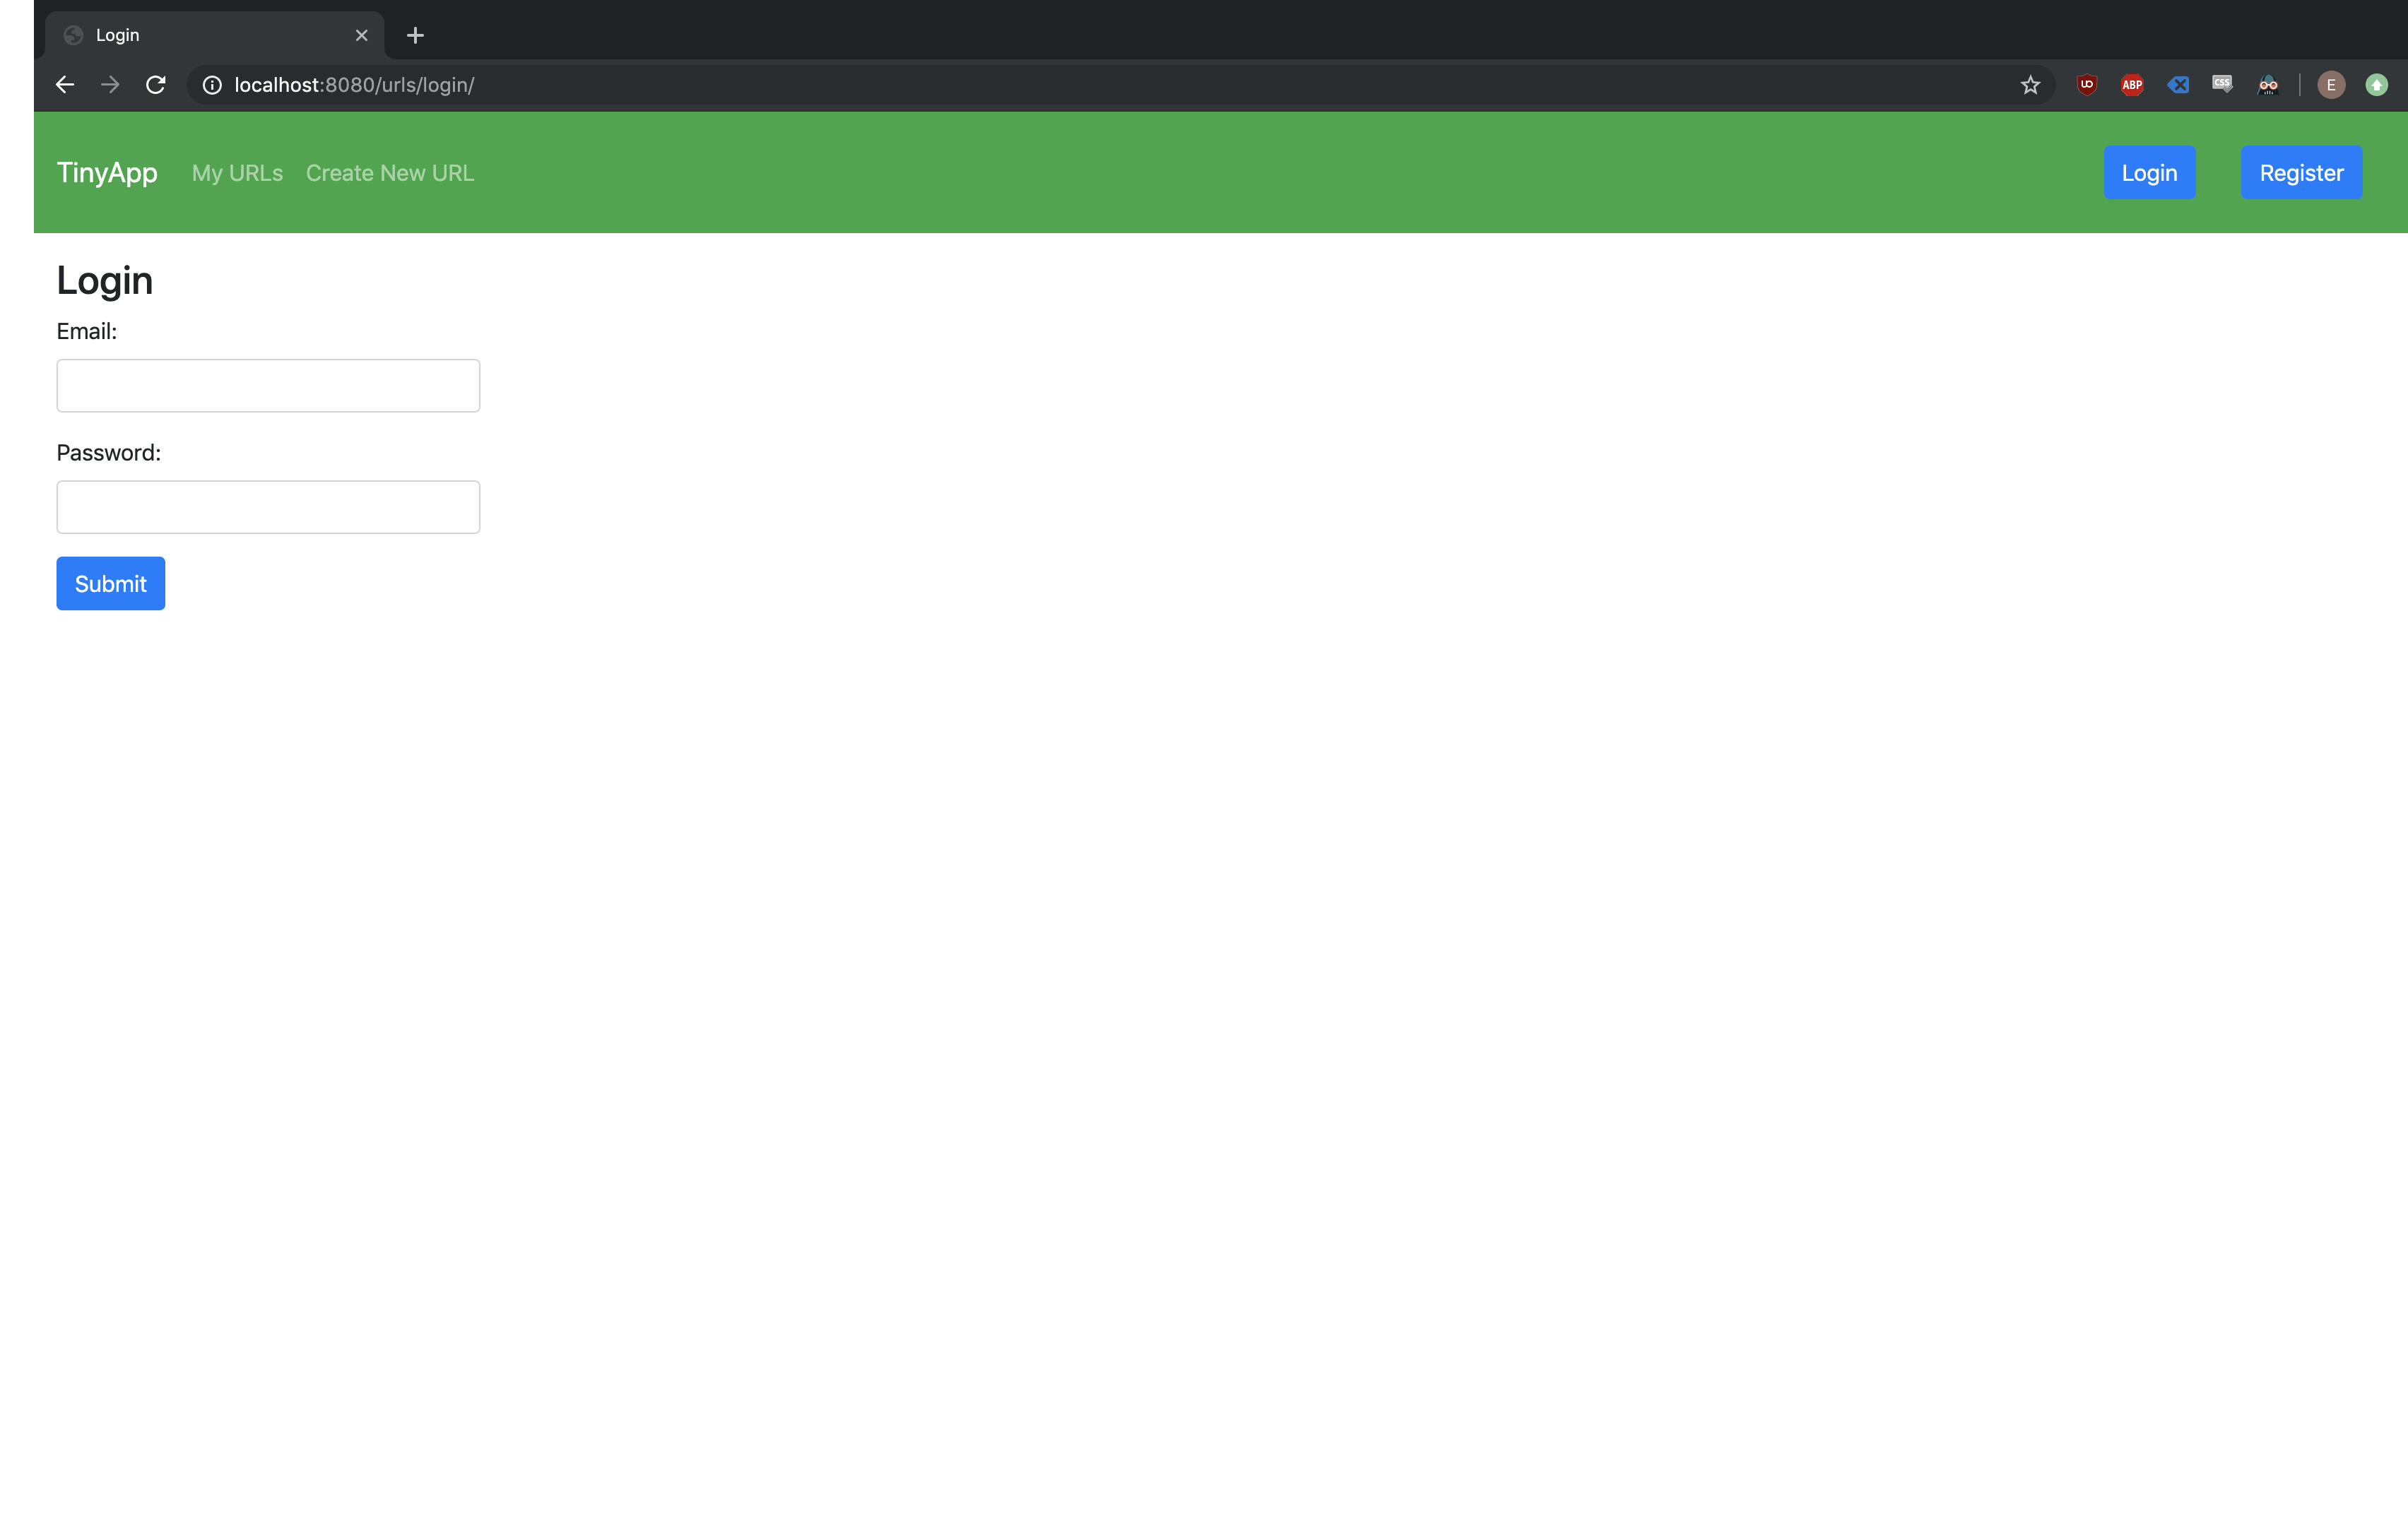 Login
localhost:8080/urls/login/
ABP
CSS
E
TinyApp My URLs Create New URL Login Register
Login
Email:
Password:
Submit